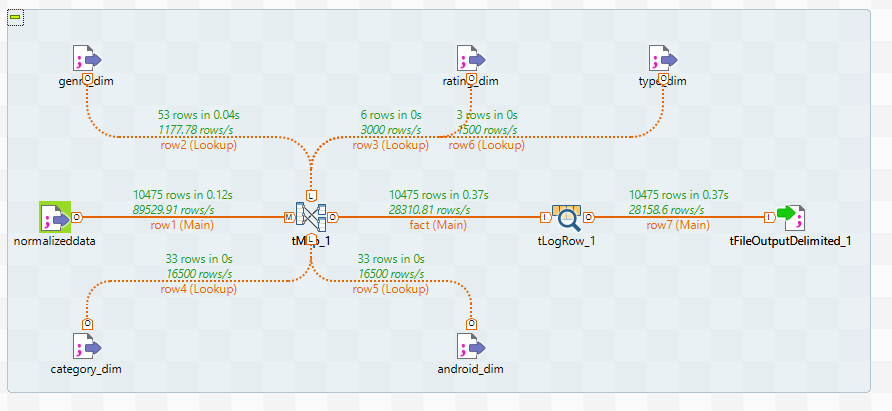 genre_dim
rating_dim
type_dim
53 rows in 0.04s
1177.78 rows/s
row2 (Lookup)
6 rows in 0s
3000 rows/s
row3 (Lookup)
3 rows in 0s
1500 rows/s
row6 (Lookup)
L
10475 rows in 0.12s
89529.91 rows/s
row1 (Main)
10475 rows in 0.37s
28310.81 rows/s
fact (Main)
10475 rows in 0.37s
28158.6 rows/s
row7 (Main)
O
M
O
I
O
I
normalizeddata
tMap_1
tLogRow_1
tFileOutputDelimited_1
L
33 rows in 0s
16500 rows/s
row4 (Lookup)
33 rows in 0s
16500 rows/s
row5 (Lookup)
O
O
category_dim
android_dim